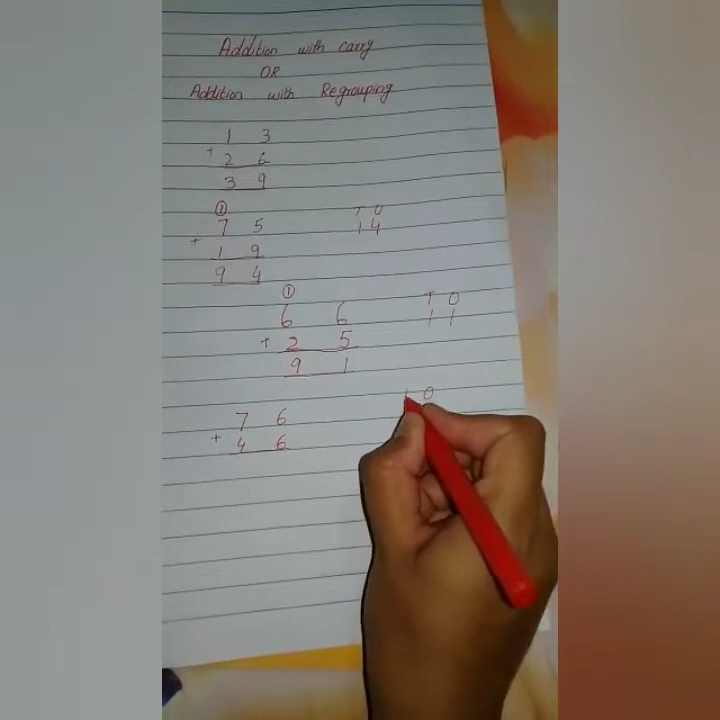 Addition with carry
OR
Addition with Regrouping
1 3
+ 2 6
3 9
①
7 5 T O
+ 1 9 1 4
9 4
①
6 6 T O
+ 2 5 1 1
9 1
7 6 O
+ 4 6